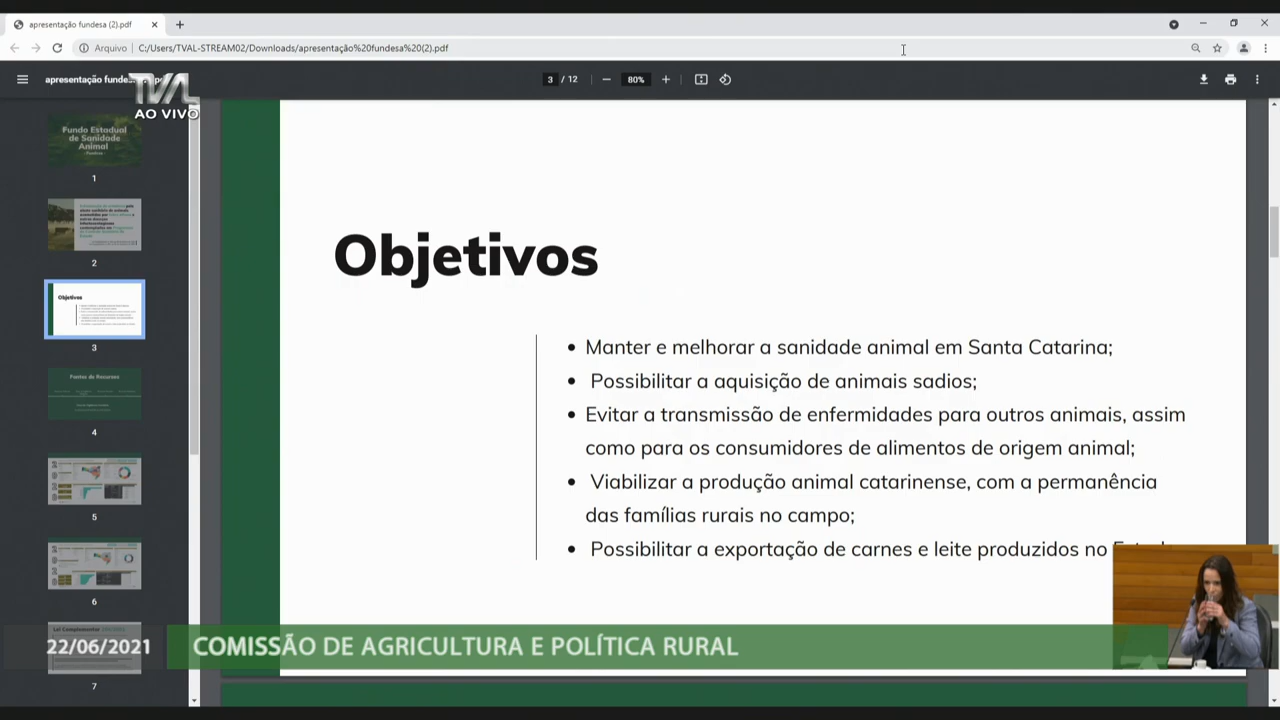 apresentação fundesa (2).pdf
Arquivo
C:/Users/TVAL-STREAM02/Downloads/apresentação%20fundesa%20(2).pdf
apresentação funde
3 / 12
80%
TVAL
AO VIVO
Fundo Estadual
de Sanidade
Animal
1
2
Objetivos
3
Fontes de Recursos
4
5
6
Lei Complementar
7
Objetivos
• Manter e melhorar a sanidade animal em Santa Catarina;
• Possibilitar a aquisição de animais sadios;
• Evitar a transmissão de enfermidades para outros animais, assim
como para os consumidores de alimentos de origem animal;
• Viabilizar a produção animal catarinense, com a permanência
das famílias rurais no campo;
• Possibilitar a exportação de carnes e leite produzidos no
22/06/2021
COMISSÃO DE AGRICULTURA E POLÍTICA RURAL